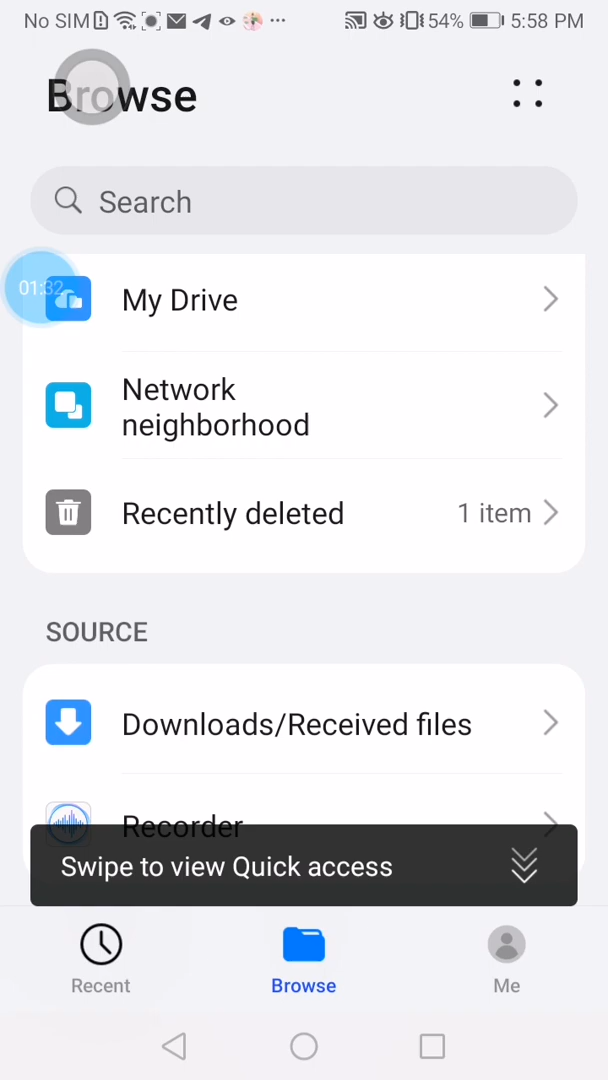 No SIM 54% 5:58 PM
Browse
Search
01:32
My Drive
Network
neighborhood
Recently deleted 1 item
SOURCE
Downloads/Received files
Recorder
Swipe to view Quick access
Recent Browse Me